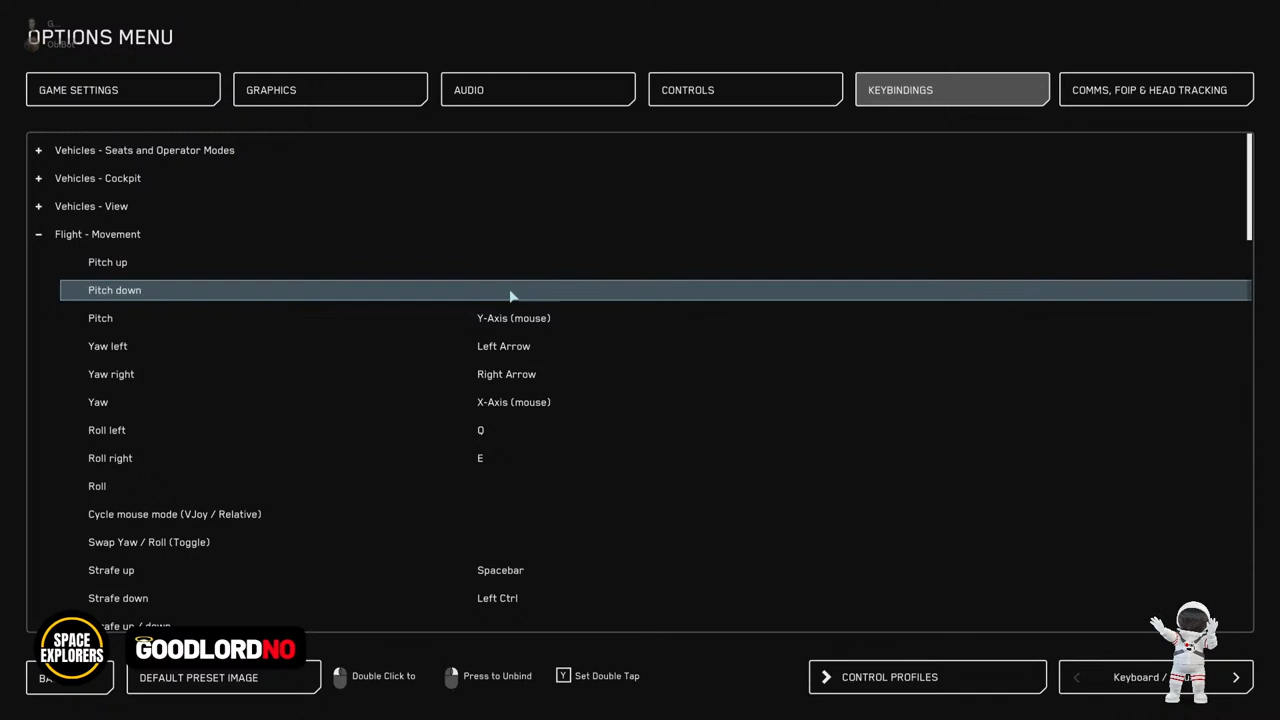 G...
OPTIONS MENU
GAME SETTINGS
GRAPHICS
AUDIO
CONTROLS
KEYBINDINGS
COMMS, FOIP & HEAD TRACKING
+ Vehicles - Seats and Operator Modes
+ Vehicles - Cockpit
+ Vehicles - View
− Flight - Movement
Pitch up
Pitch down
Pitch Y-Axis (mouse)
Yaw left Left Arrow
Yaw right Right Arrow
Yaw X-Axis (mouse)
Roll left Q
Roll right E
Roll
Cycle mouse mode (VJoy / Relative)
Swap Yaw / Roll (Toggle)
Strafe up Spacebar
Strafe down Left Ctrl
Strafe up / down
SPACE
EXPLORERS
GOODLORDNO
BA
DEFAULT PRESET IMAGE
Double Click to
Press to Unbind
Y Set Double Tap
CONTROL PROFILES
Keyboard /